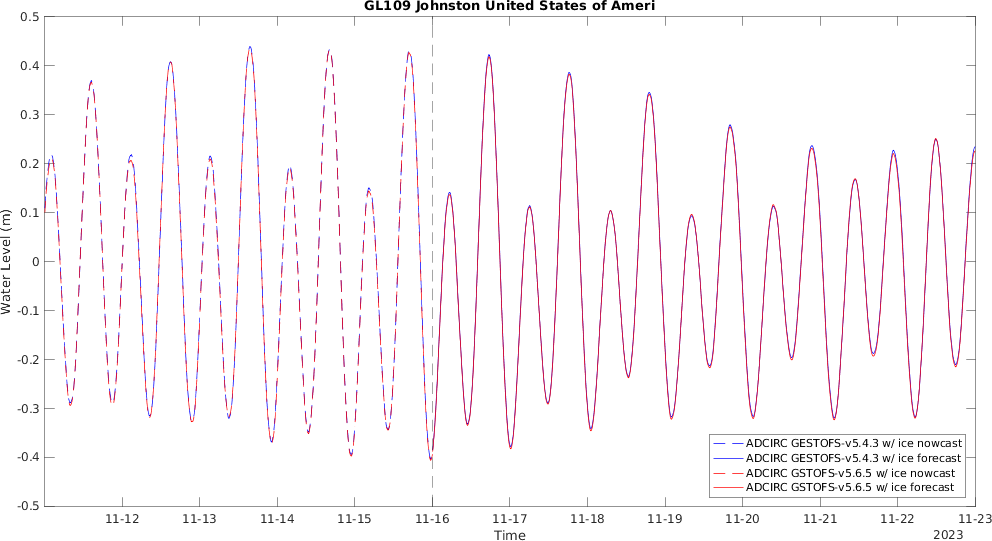 GL109 Johnston United States of Ameri
0.5
0.4
0.3
0.2
0.1
0
-0.1
-0.2
-0.3
-0.4
-0.5
Water Level (m)
ADCIRC GESTOFS-v5.4.3 w/ ice nowcast
ADCIRC GESTOFS-v5.4.3 w/ ice forecast
ADCIRC GSTOFS-v5.6.5 w/ ice nowcast
ADCIRC GSTOFS-v5.6.5 w/ ice forecast
11-12 11-13 11-14 11-15 11-16 11-17 11-18 11-19 11-20 11-21 11-22 11-23
Time
2023